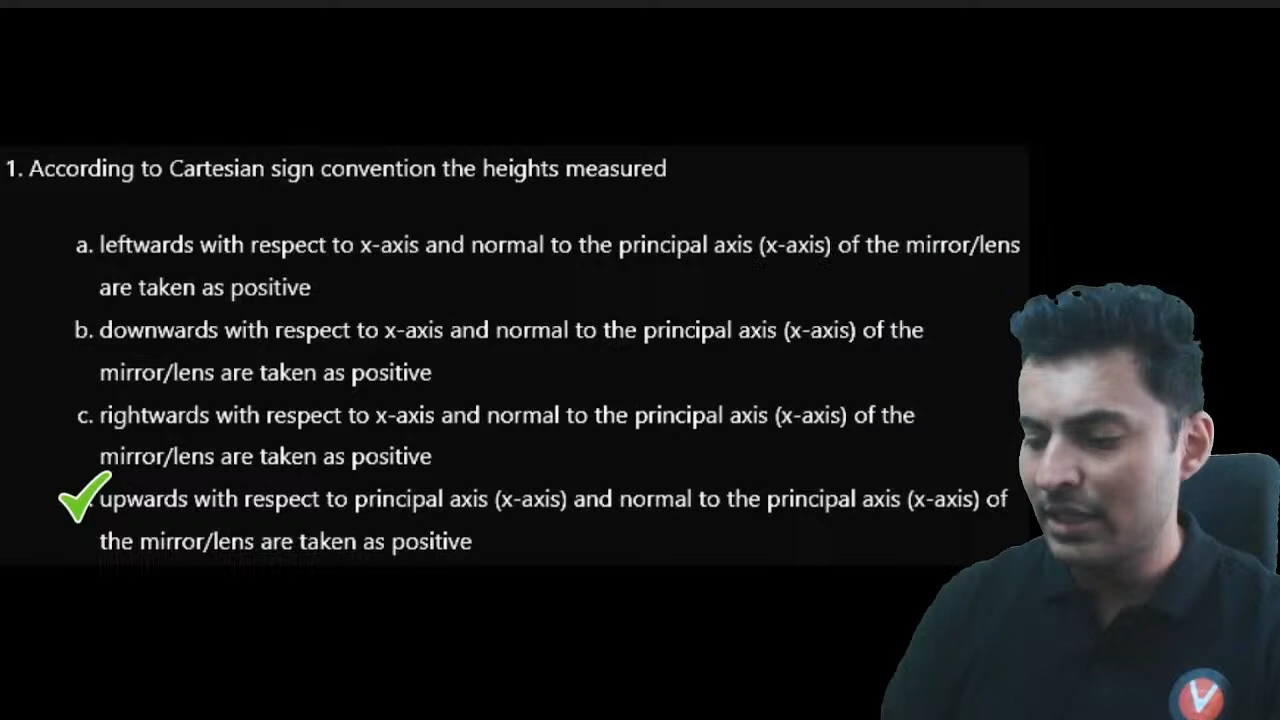 1. According to Cartesian sign convention the heights measured
a. leftwards with respect to x-axis and normal to the principal axis (x-axis) of the mirror/lens
are taken as positive
b. downwards with respect to x-axis and normal to the principal axis (x-axis) of the
mirror/lens are taken as positive
c. rightwards with respect to x-axis and normal to the principal axis (x-axis) of the
mirror/lens are taken as positive
upwards with respect to principal axis (x-axis) and normal to the principal axis (x-axis) of
the mirror/lens are taken as positive
V